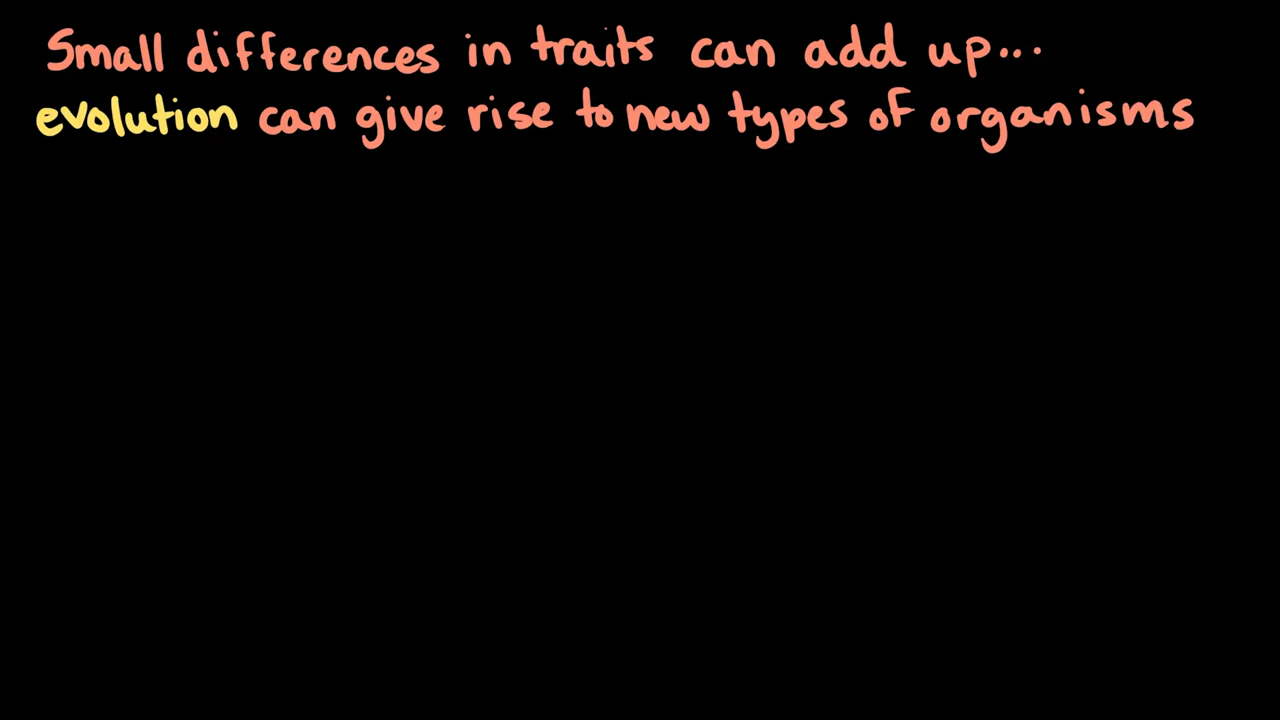 Small differences in traits can add up...
evolution can give rise to new types of organisms